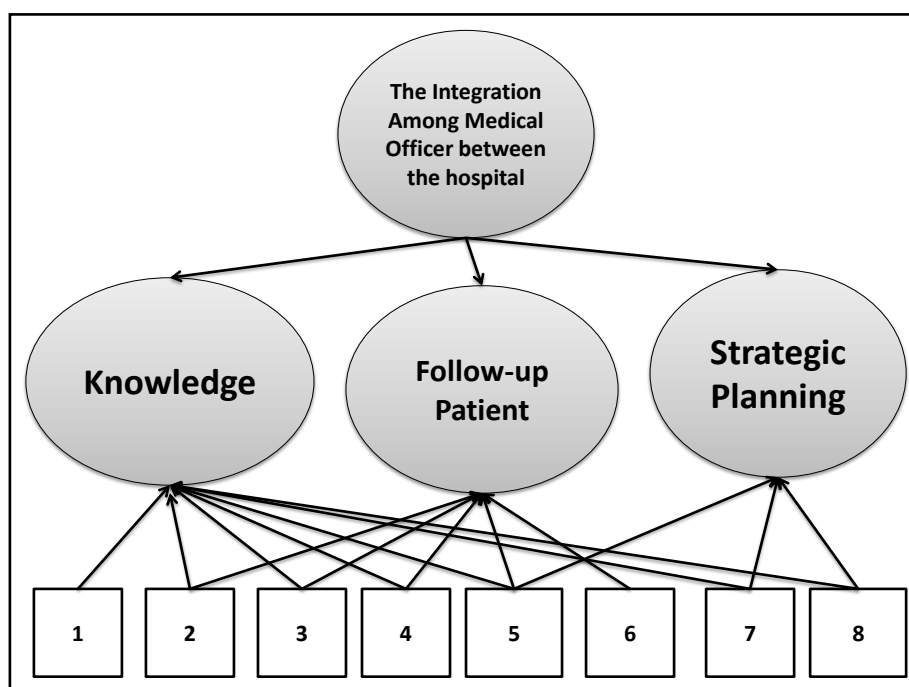 The Integration
Among Medical
Officer between
the hospital
Knowledge
Follow-up
Patient
Strategic
Planning
1
2
3
4
5
6
7
8